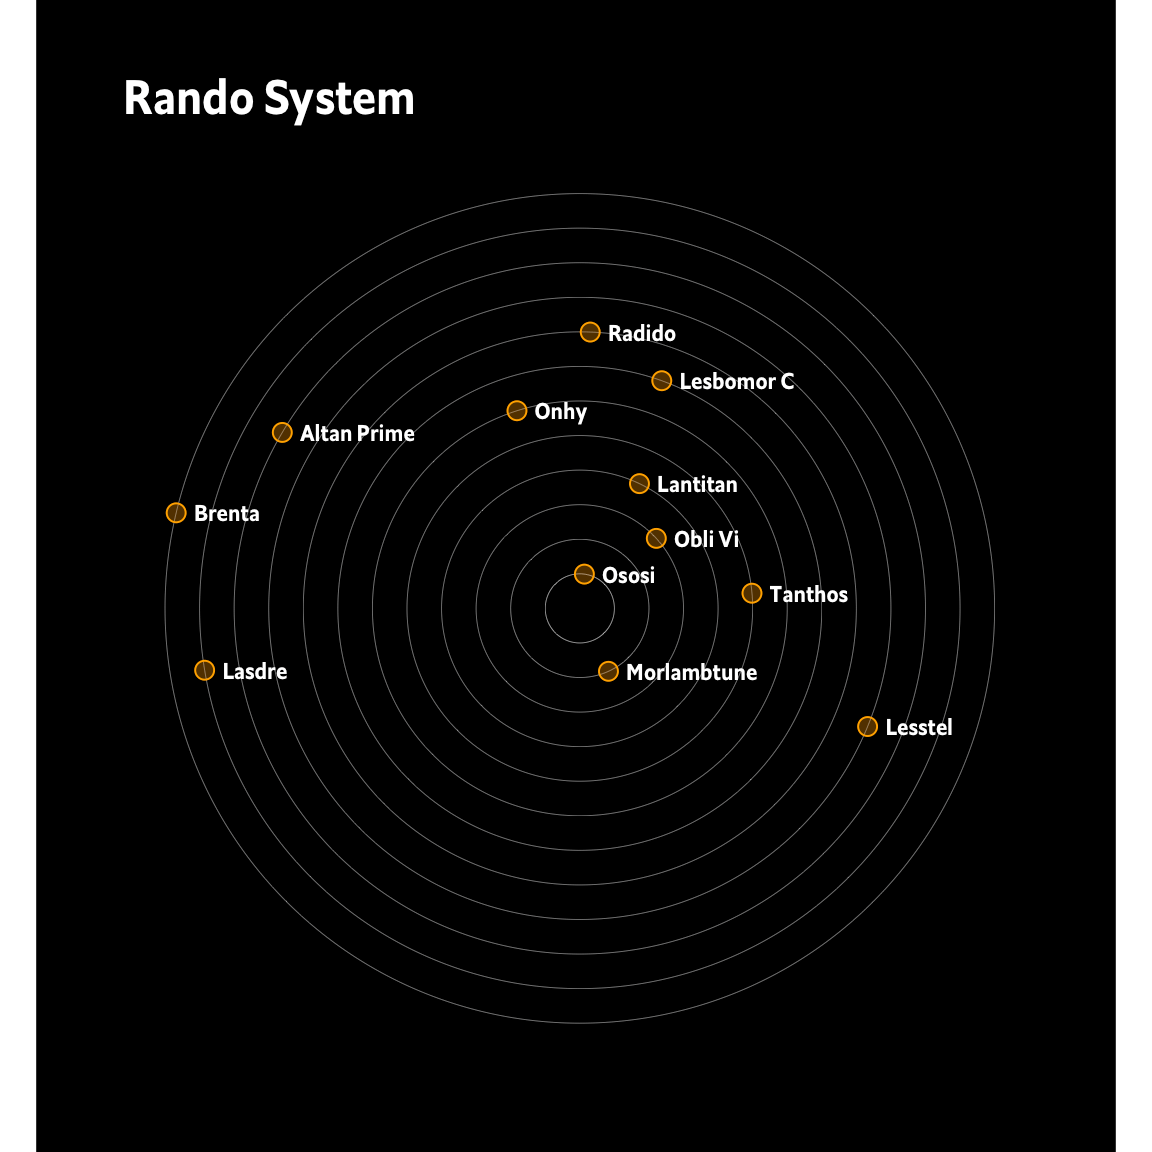 Rando System
Radido
Lesbomor C
Onhy
Altan Prime
Lantitan
Brenta
Obli Vi
Ososi
Tanthos
Lasdre
Morlambtune
Lesstel